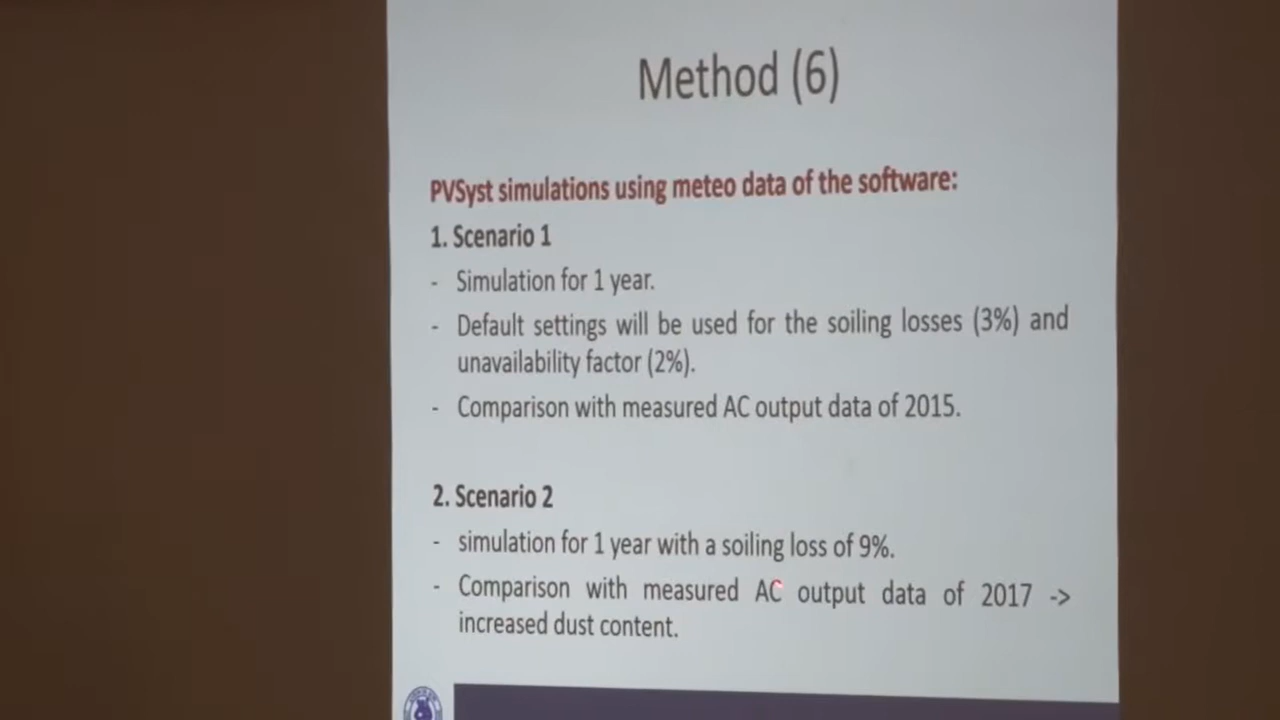 Method (6)
PVSyst simulations using meteo data of the software:
1. Scenario 1
- Simulation for 1 year.
- Default settings will be used for the soiling losses (3%) and
unavailability factor (2%).
- Comparison with measured AC output data of 2015.
2. Scenario 2
- simulation for 1 year with a soiling loss of 9%.
- Comparison with measured AC output data of 2017 ->
increased dust content.